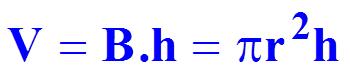 V = B.h = πr²h